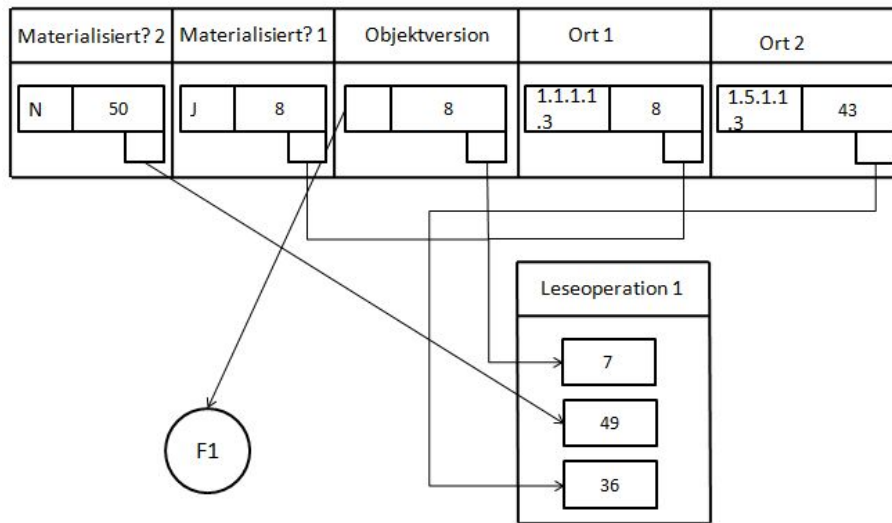 Materialisiert? 2
Materialisiert? 1
Objektversion
Ort 1
Ort 2
N
50
J
8
8
1.1.1.1
.3
8
1.5.1.1
.3
43
Leseoperation 1
7
49
36
F1